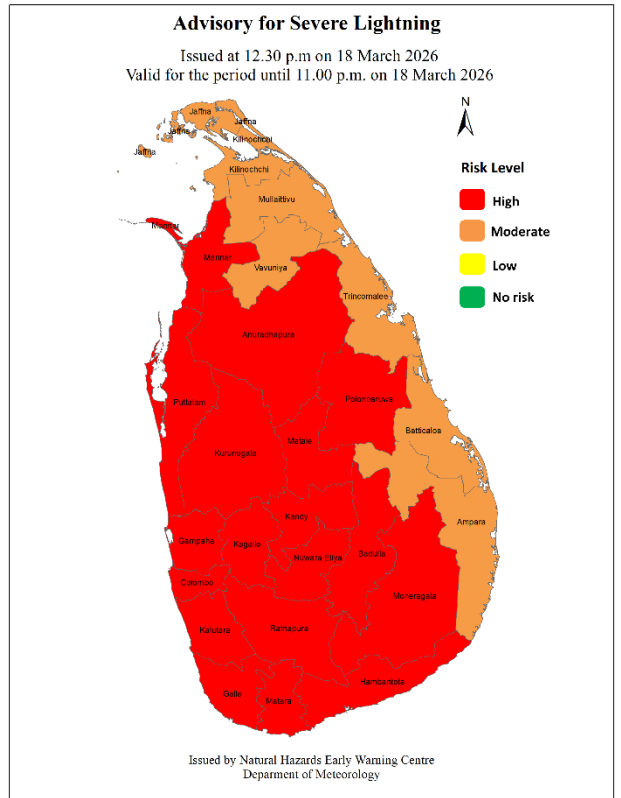 Advisory for Severe Lightning
Issued at 12.30 p.m on 18 March 2026
Valid for the period until 11.00 p.m. on 18 March 2026
N
Jaffna
Jaffna
Jaffna
Kilinochchi
Jaffna
Kilinochchi
Mullaittivu
Mannar
Mannar
Vavuniya
Trincomalee
Anuradhapura
Polonnaruwa
Puttalam
Batticaloa
Matale
Kurunegala
Kandy
Ampara
Gampaha
Kegalle
Nuwara Eliya
Badulla
Colombo
Moneragala
Kalutara
Ratnapura
Hambantota
Galle
Matara
Risk Level
High
Moderate
Low
No risk
Issued by Natural Hazards Early Warning Centre
Deparment of Meteorology